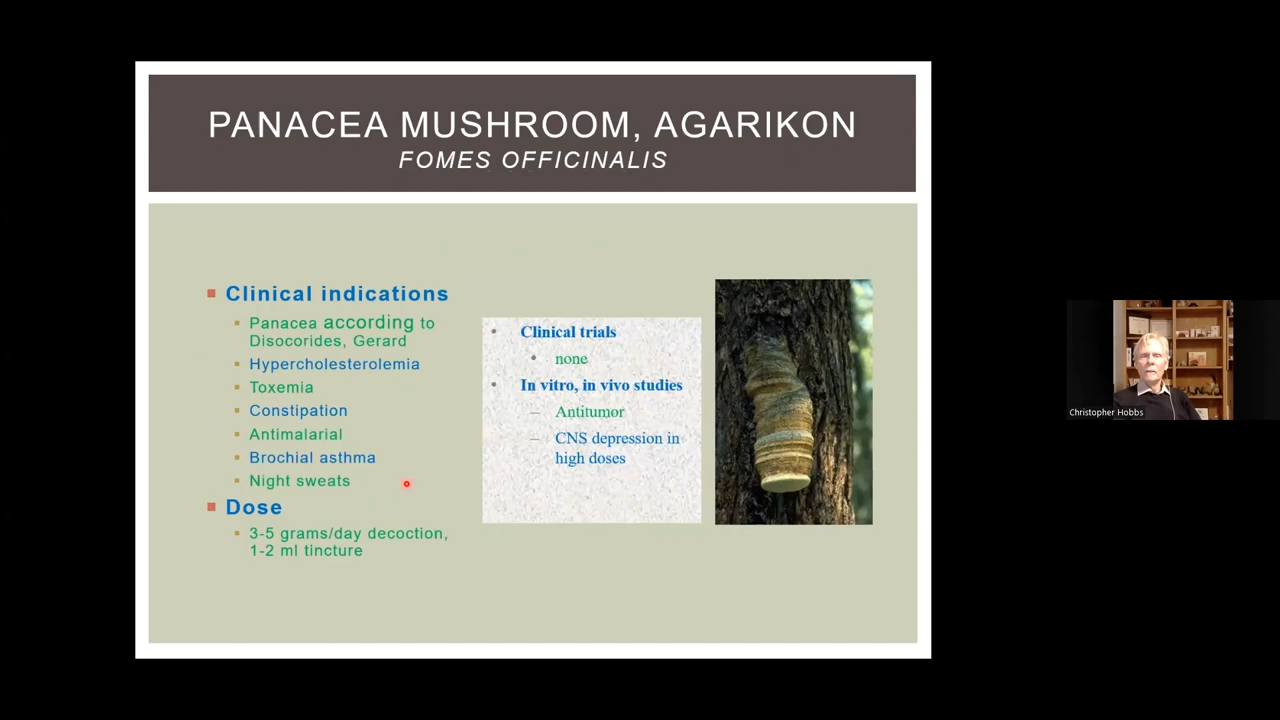 PANACEA MUSHROOM, AGARIKON
FOMES OFFICINALIS
Clinical indications
Panacea according to
Disocorides, Gerard
Hypercholesterolemia
Toxemia
Constipation
Antimalarial
Brochial asthma
Night sweats
Dose
3-5 grams/day decoction,
1-2 ml tincture
Clinical trials
none
In vitro, in vivo studies
Antitumor
CNS depression in
high doses
Christopher Hobbs